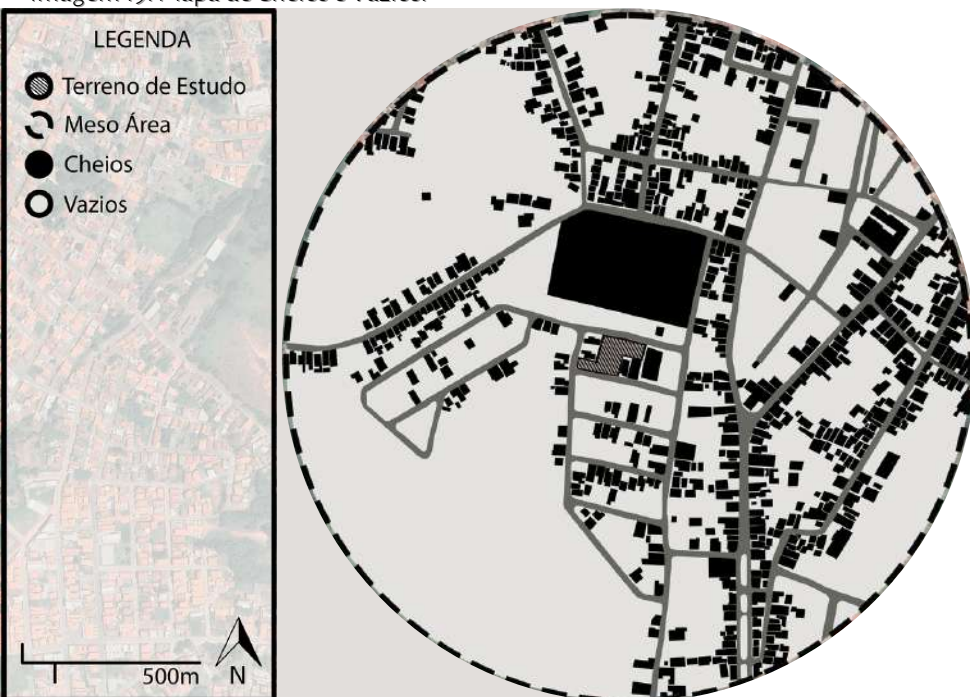 LEGENDA
Terreno de Estudo
Meso Área
Cheios
Vazios
500m
N